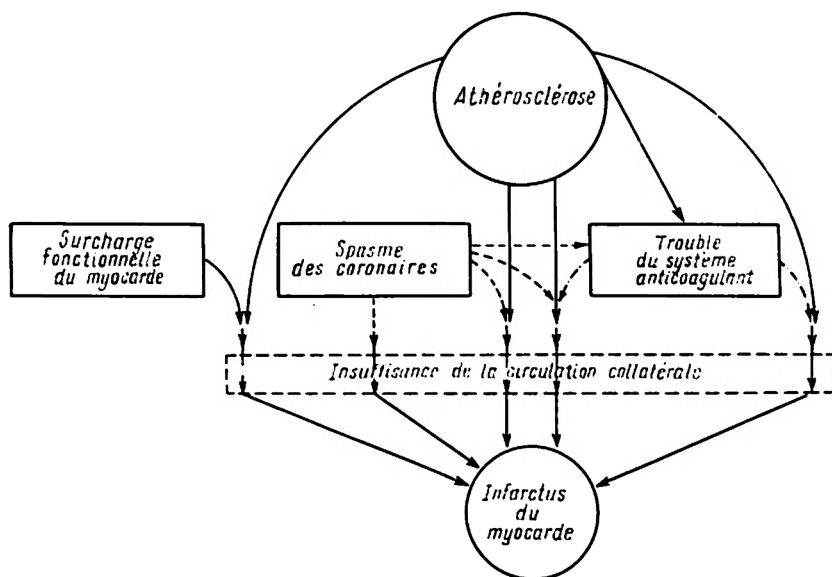 Athérosclérose
Surcharge
fonctionnelle
du myocarde
Spasme
des coronaires
Trouble
du système
anticoagulant
Insuffisance de la circulation collatérale
Infarctus
du
myocarde